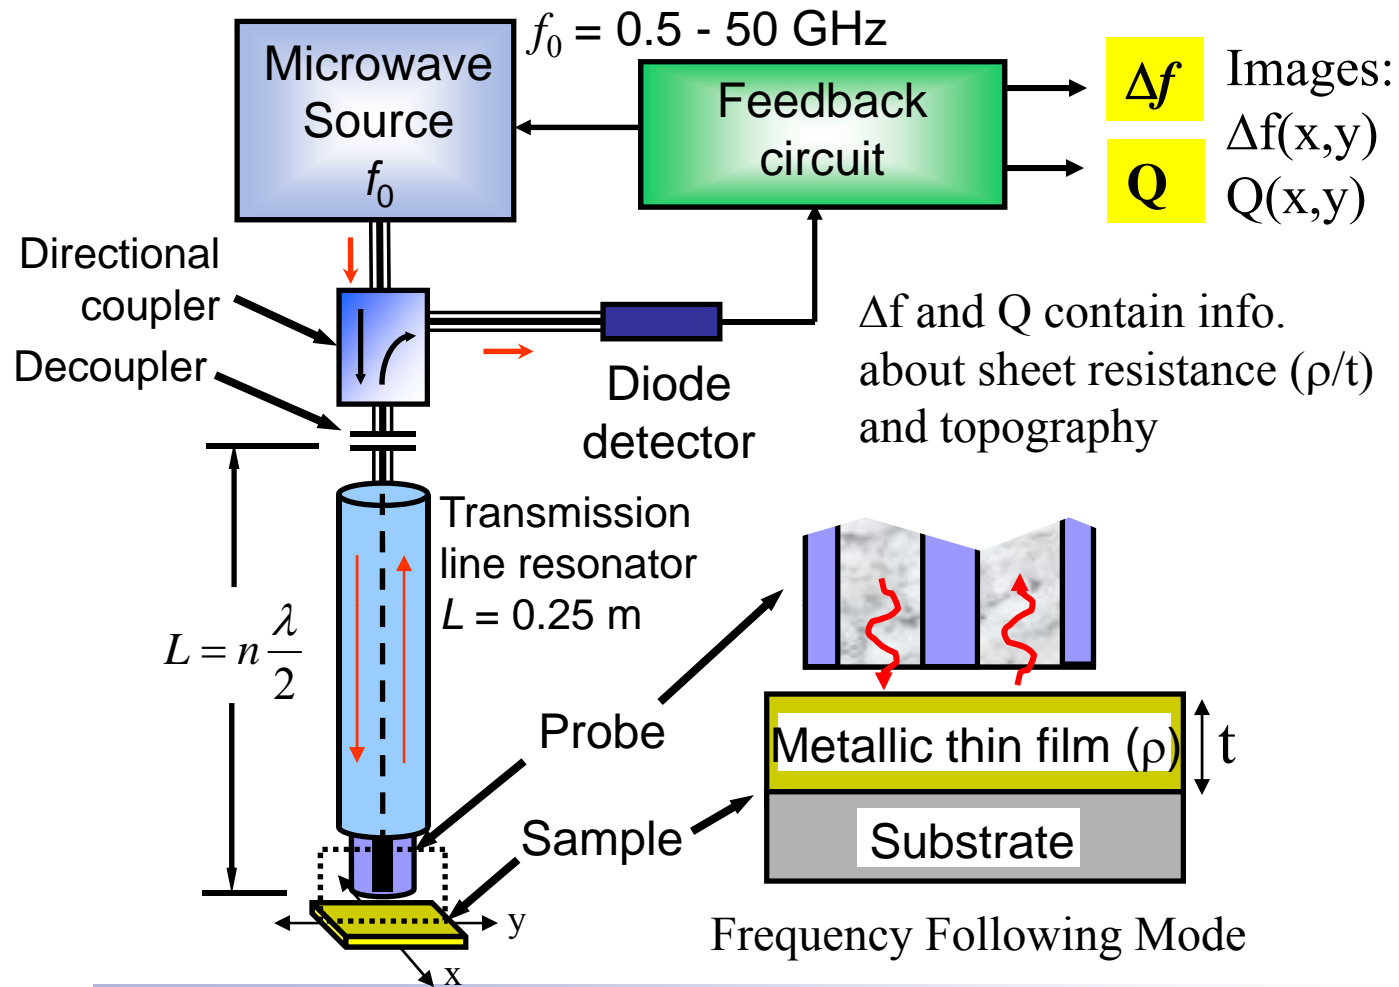 f₀ = 0.5 - 50 GHz
Microwave
Source
f₀
Feedback
circuit
Δf
Q
Images:
Δf(x,y)
Q(x,y)
Directional
coupler
Decoupler
Diode
detector
Δf and Q contain info.
about sheet resistance (ρ/t)
and topography
Transmission
line resonator
L = 0.25 m
L = n λ/2
Probe
Sample
y
x
Metallic thin film (ρ)
t
Substrate
Frequency Following Mode